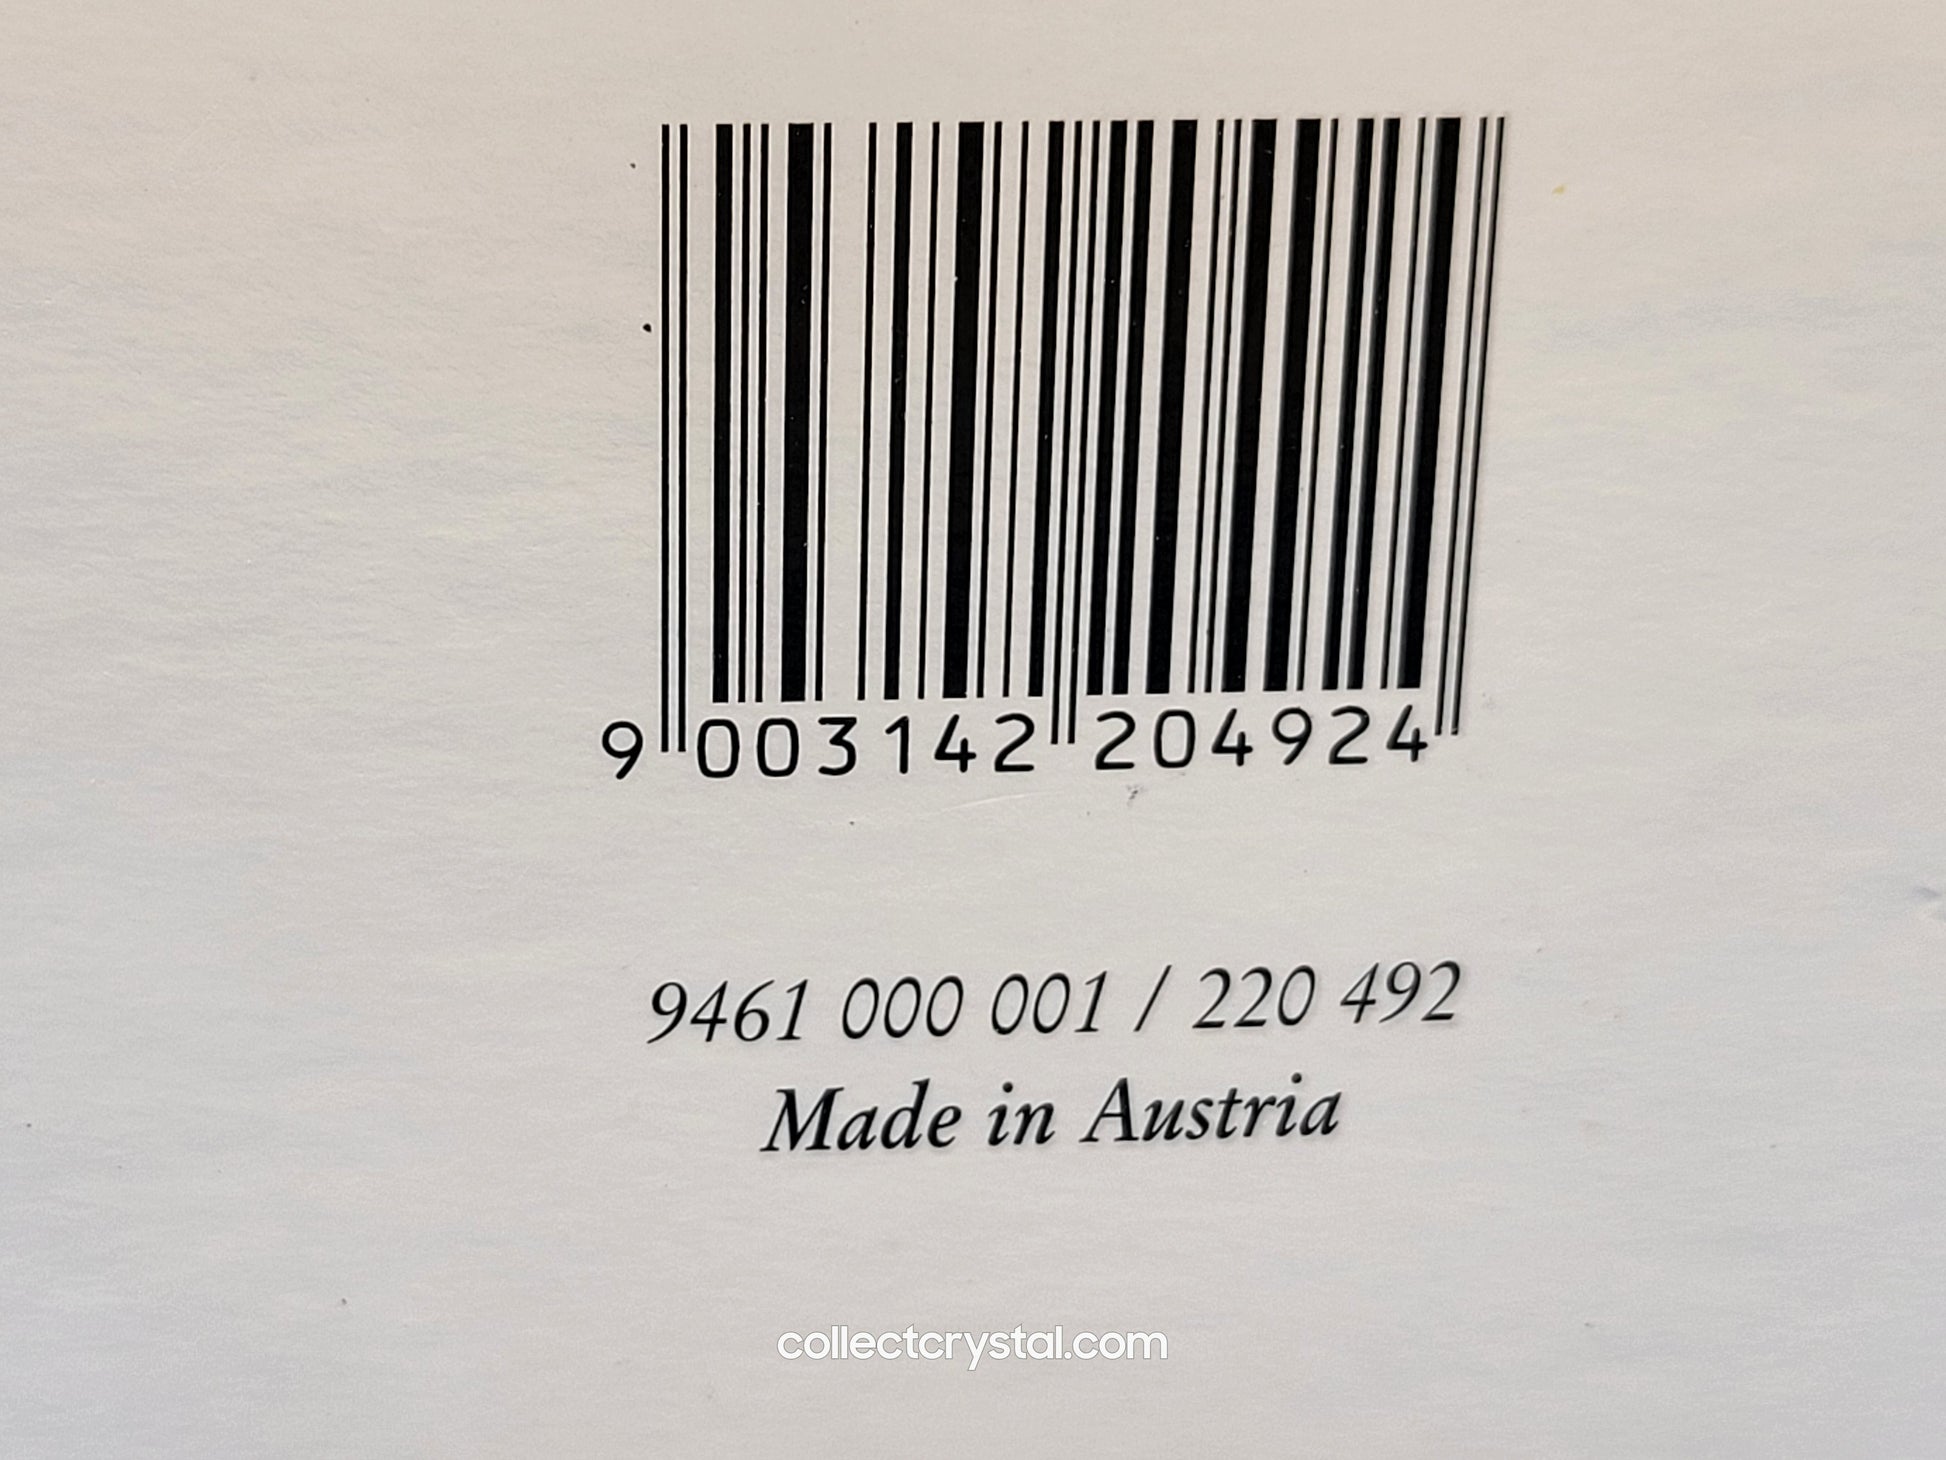 9 003142 204924
9461 000 001 / 220 492
Made in Austria
collectcrystal.com